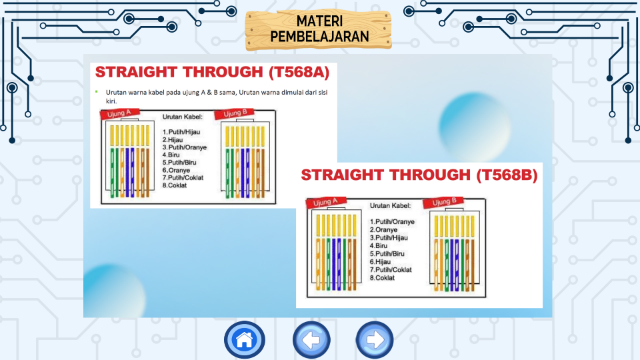 MATERI
PEMBELAJARAN
STRAIGHT THROUGH (T568A)
• Urutan warna kabel pada ujung A & B sama, Urutan warna dimulai dari sisi
kiri.
Ujung A
Urutan Kabel:
Ujung B
1.Putih/Hijau
2.Hijau
3.Putih/Oranye
4.Biru
5.Putih/Biru
6.Oranye
7.Putih/Coklat
8.Coklat
STRAIGHT THROUGH (T568B)
Ujung A
Urutan Kabel:
Ujung B
1.Putih/Oranye
2.Oranye
3.Putih/Hijau
4.Biru
5.Putih/Biru
6.Hijau
7.Putih/Coklat
8.Coklat